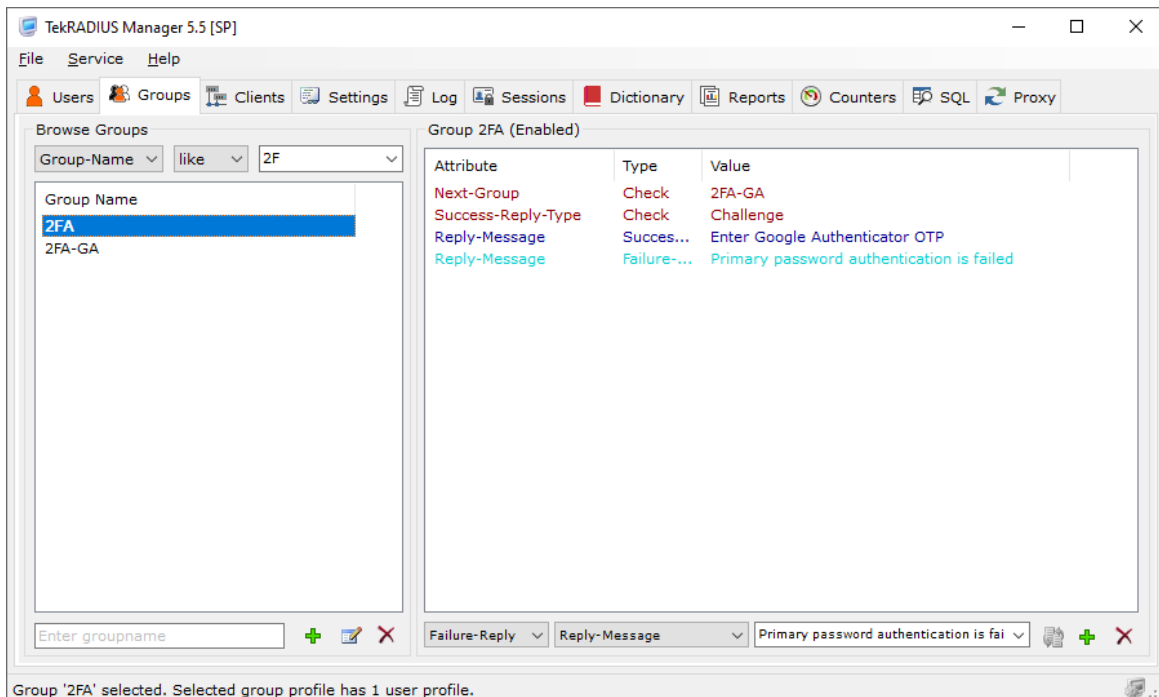 TekRADIUS Manager 5.5 [SP]
File Service Help
Users Groups Clients Settings Log Sessions Dictionary Reports Counters SQL Proxy
Browse Groups
Group-Name like 2F
Group Name
2FA
2FA-GA
Enter groupname
Group 2FA (Enabled)
Attribute Type Value
Next-Group Check 2FA-GA
Success-Reply-Type Check Challenge
Reply-Message Succes... Enter Google Authenticator OTP
Reply-Message Failure-... Primary password authentication is failed
Failure-Reply Reply-Message Primary password authentication is fai
Group '2FA' selected. Selected group profile has 1 user profile.